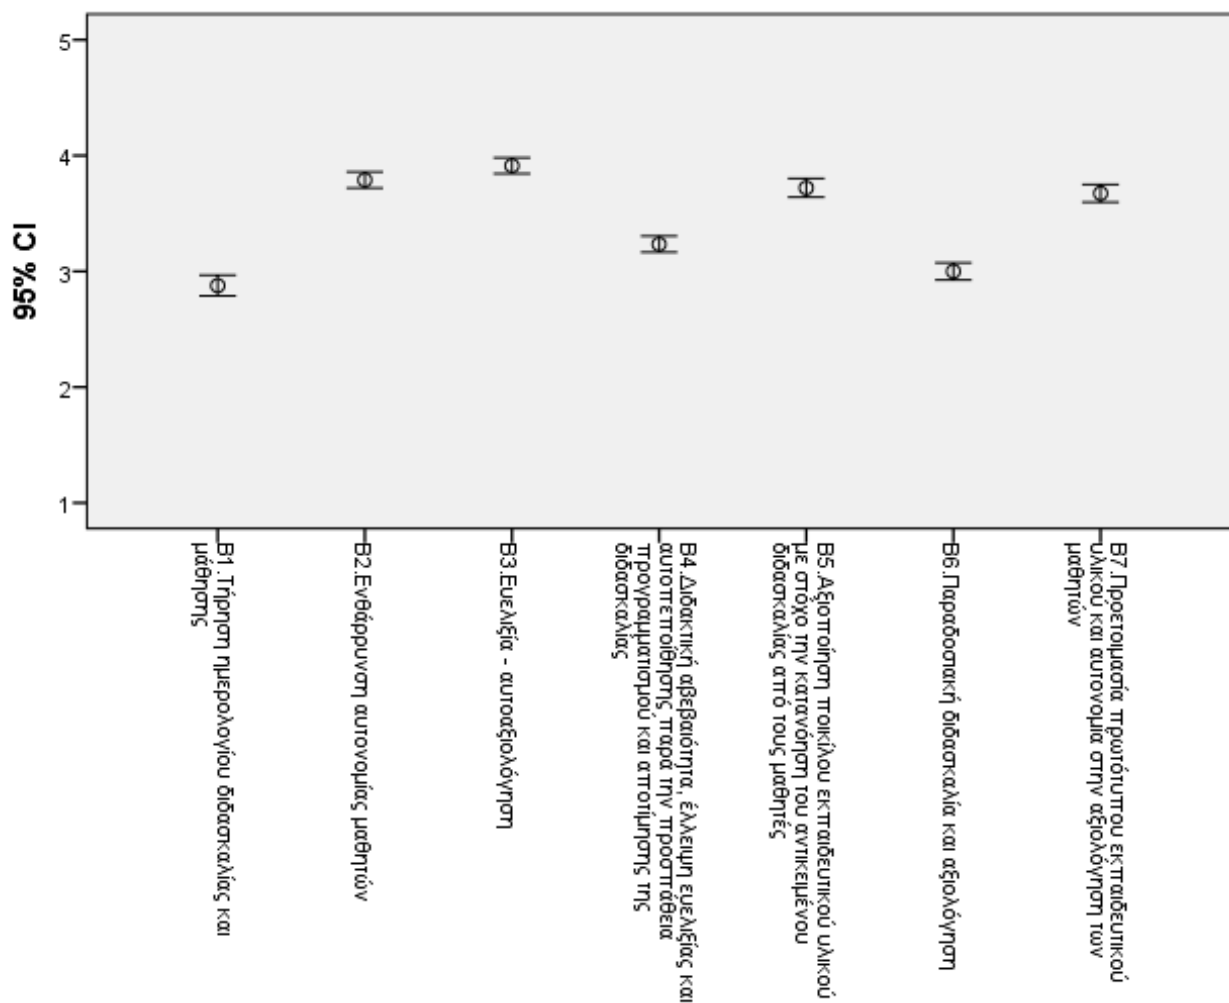 95% CI
5
4
3
2
1
B1.Τήρηση ημερολογίου διδασκαλίας και
μάθησης
B2.Ενθάρρυνση αυτονομίας μαθητών
B3.Ευελιξία - αυτοαξιολόγηση
B4.Διδακτική αβεβαιότητα, έλλειψη ευελιξίας και
αυτοπεποίθησης παρά την προσπάθεια
προγραμματισμού και αποτίμησης της
διδασκαλίας
B5.Αξιοποίηση ποικίλου εκπαιδευτικού υλικού
με στόχο την κατανόηση του αντικειμένου
διδασκαλίας από τους μαθητές
B6.Παραδοσιακή διδασκαλία και αξιολόγηση
B7.Προετοιμασία πρωτότυπου εκπαιδευτικού
υλικού και αυτονομία στην αξιολόγηση των
μαθητών